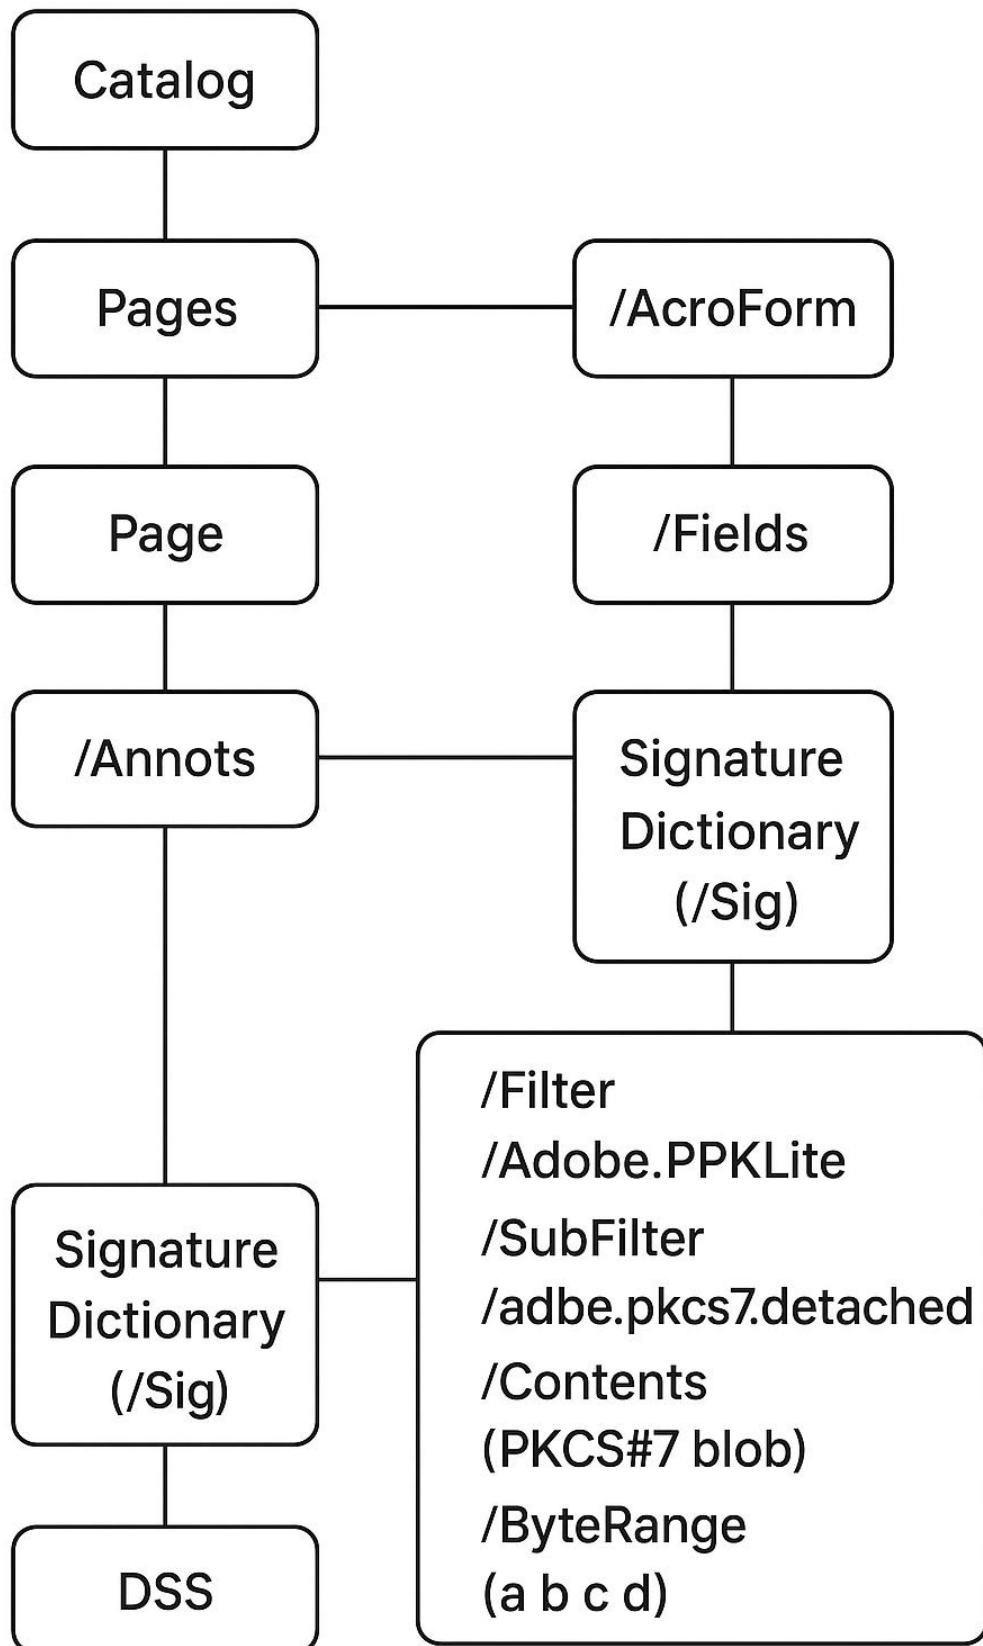 Catalog
Pages
/AcroForm
Page
/Fields
/Annots
Signature
Dictionary
(/Sig)
Signature
Dictionary
(/Sig)
/Filter
/Adobe.PPKLite
/SubFilter
/adbe.pkcs7.detached
/Contents
(PKCS#7 blob)
/ByteRange
(a b c d)
DSS